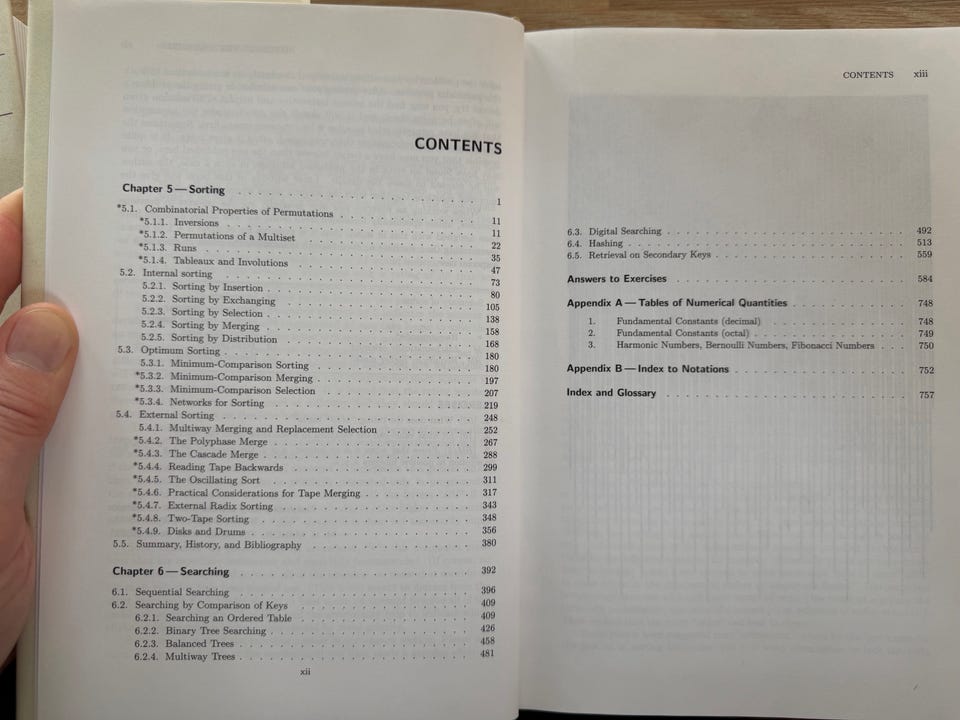 CONTENTS
Chapter 5 — Sorting . . . . . . . . . . 1
*5.1. Combinatorial Properties of Permutations . . . . . . . . . . 11
*5.1.1. Inversions . . . . . . . . . . 11
*5.1.2. Permutations of a Multiset . . . . . . . . . . 22
*5.1.3. Runs . . . . . . . . . . 35
*5.1.4. Tableaux and Involutions . . . . . . . . . . 47
5.2. Internal sorting . . . . . . . . . . 73
5.2.1. Sorting by Insertion . . . . . . . . . . 80
5.2.2. Sorting by Exchanging . . . . . . . . . . 105
5.2.3. Sorting by Selection . . . . . . . . . . 138
5.2.4. Sorting by Merging . . . . . . . . . . 158
5.2.5. Sorting by Distribution . . . . . . . . . . 168
5.3. Optimum Sorting . . . . . . . . . . 180
5.3.1. Minimum-Comparison Sorting . . . . . . . . . . 180
*5.3.2. Minimum-Comparison Merging . . . . . . . . . . 197
*5.3.3. Minimum-Comparison Selection . . . . . . . . . . 207
*5.3.4. Networks for Sorting . . . . . . . . . . 219
5.4. External Sorting . . . . . . . . . . 248
5.4.1. Multiway Merging and Replacement Selection . . . . . . . . . . 252
*5.4.2. The Polyphase Merge . . . . . . . . . . 267
*5.4.3. The Cascade Merge . . . . . . . . . . 288
*5.4.4. Reading Tape Backwards . . . . . . . . . . 299
*5.4.5. The Oscillating Sort . . . . . . . . . . 311
*5.4.6. Practical Considerations for Tape Merging . . . . . . . . . . 317
*5.4.7. External Radix Sorting . . . . . . . . . . 343
*5.4.8. Two-Tape Sorting . . . . . . . . . . 348
*5.4.9. Disks and Drums . . . . . . . . . . 356
5.5. Summary, History, and Bibliography . . . . . . . . . . 380
Chapter 6 — Searching . . . . . . . . . . 392
6.1. Sequential Searching . . . . . . . . . . 396
6.2. Searching by Comparison of Keys . . . . . . . . . . 409
6.2.1. Searching an Ordered Table . . . . . . . . . . 409
6.2.2. Binary Tree Searching . . . . . . . . . . 426
6.2.3. Balanced Trees . . . . . . . . . . 458
6.2.4. Multiway Trees . . . . . . . . . . 481
xii
CONTENTS xiii
6.3. Digital Searching . . . . . . . . . . 492
6.4. Hashing . . . . . . . . . . 513
6.5. Retrieval on Secondary Keys . . . . . . . . . . 559
Answers to Exercises . . . . . . . . . . 584
Appendix A — Tables of Numerical Quantities . . . . . . . . . . 748
1. Fundamental Constants (decimal) . . . . . . . . . . 748
2. Fundamental Constants (octal) . . . . . . . . . . 749
3. Harmonic Numbers, Bernoulli Numbers, Fibonacci Numbers . . . 750
Appendix B — Index to Notations . . . . . . . . . . 752
Index and Glossary . . . . . . . . . . 757